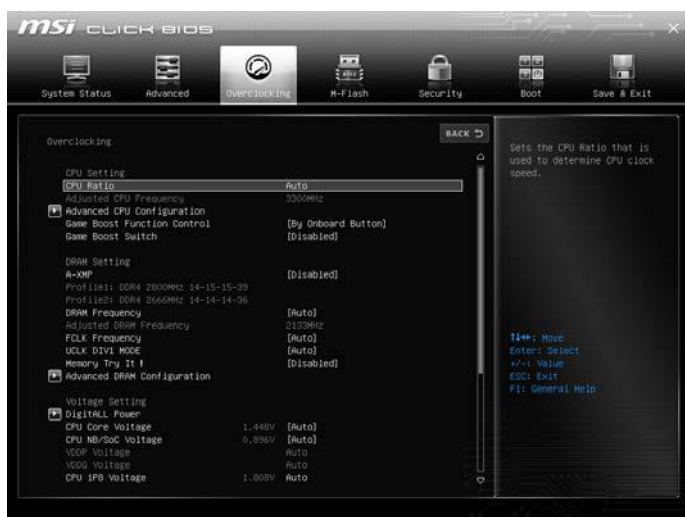 msi CLICK BIOS
X
System Status
Advanced
Overclocking
M-Flash
Security
Boot
Save & Exit
BACK
Overclocking
Sets the CPU Ratio that is
used to determine CPU clock
speed.
CPU Setting
CPU Ratio Auto
Adjusted CPU Frequency 3300MHz
Advanced CPU Configuration
Game Boost Function Control [By Onboard Button]
Game Boost Switch [Disabled]
DRAM Setting
A-XMP [Disabled]
Profile1: DDR4 2800MHz 14-15-15-39
Profile2: DDR4 2666MHz 14-14-14-36
DRAM Frequency [Auto]
Adjusted DRAM Frequency 2133MHz
FCLK Frequency [Auto]
UCLK DIV1 MODE [Auto]
Memory Try It ! [Disabled]
Advanced DRAM Configuration
Voltage Setting
DigitALL Power
CPU Core Voltage 1.448V [Auto]
CPU NB/SoC Voltage 0.896V [Auto]
VDDP Voltage Auto
VDDG Voltage Auto
CPU 1P8 Voltage 1.808V Auto
↑↓←→: Move
Enter: Select
+/-: Value
ESC: Exit
F1: General Help